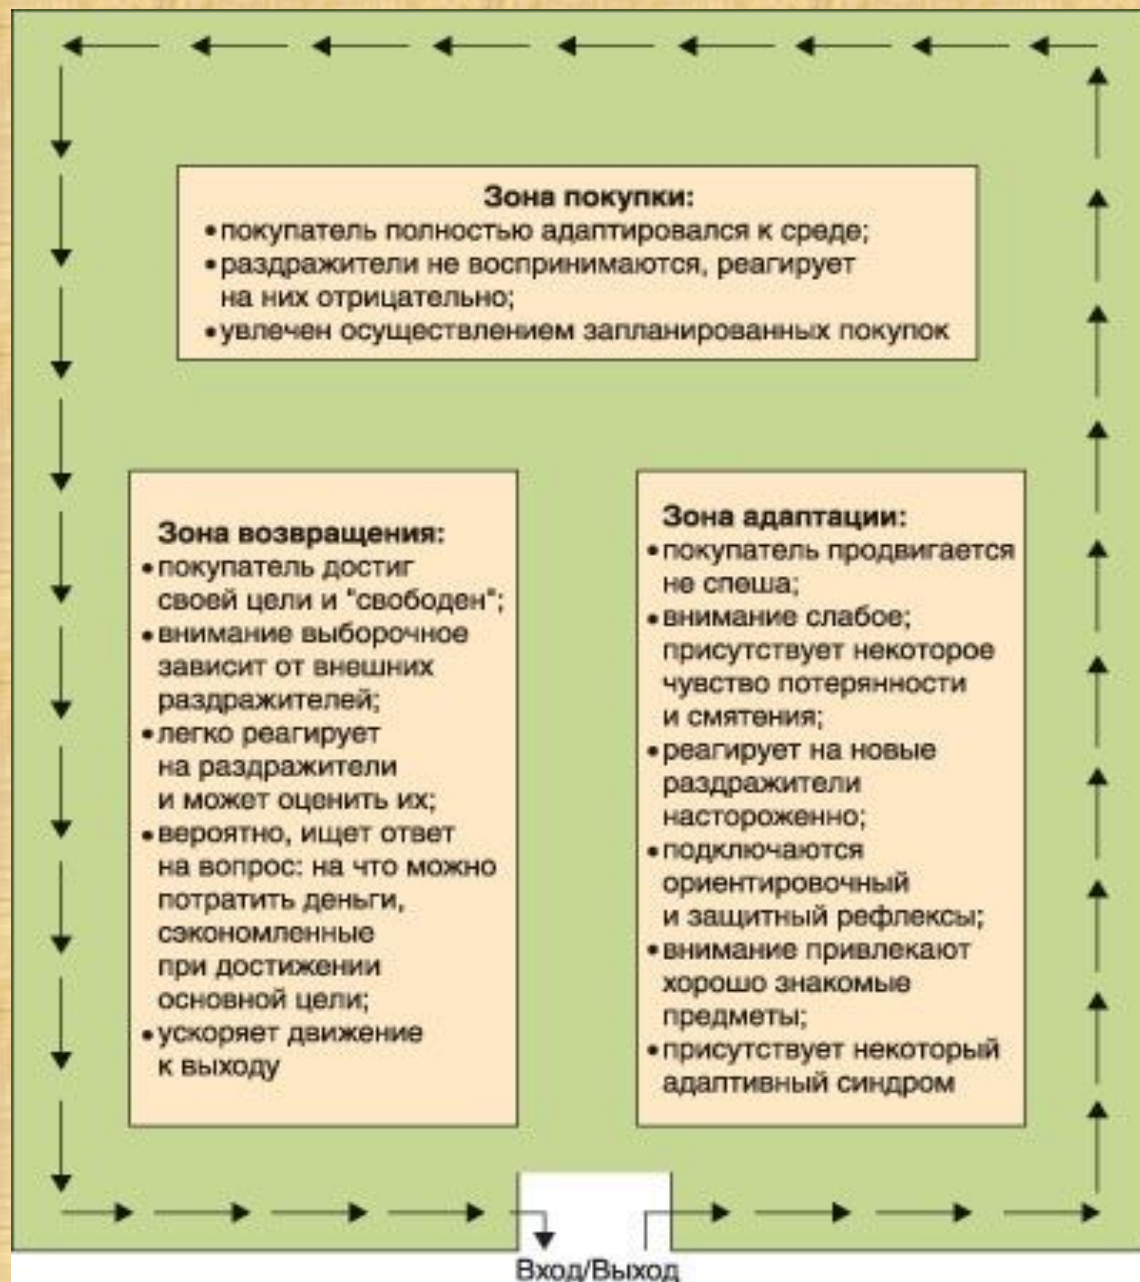 Зона покупки:
•покупатель полностью адаптировался к среде;
•раздражители не воспринимаются, реагирует
на них отрицательно;
•увлечен осуществлением запланированных покупок
Зона возвращения:
•покупатель достиг
своей цели и "свободен";
•внимание выборочное
зависит от внешних
раздражителей;
•легко реагирует
на раздражители
и может оценить их;
•вероятно, ищет ответ
на вопрос: на что можно
потратить деньги,
сэкономленные
при достижении
основной цели;
•ускоряет движение
к выходу
Зона адаптации:
•покупатель продвигается
не спеша;
•внимание слабое;
присутствует некоторое
чувство потерянности
и смятения;
•реагирует на новые
раздражители
настороженно;
•подключаются
ориентировочный
и защитный рефлексы;
•внимание привлекают
хорошо знакомые
предметы;
•присутствует некоторый
адаптивный синдром
Вход/Выход